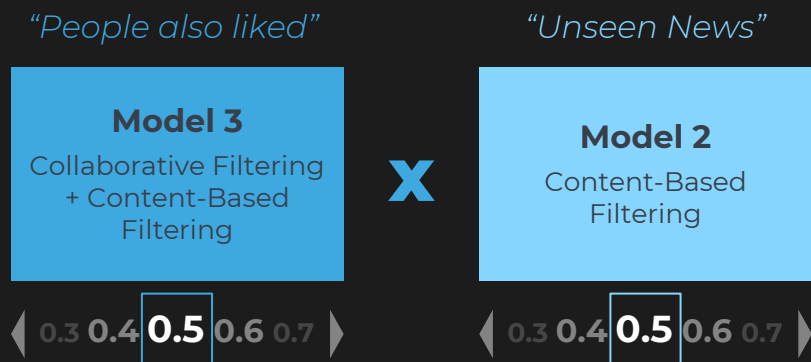 “People also liked”
“Unseen News”
Model 3
Collaborative Filtering
+ Content-Based
Filtering
x
Model 2
Content-Based
Filtering
0.3 0.4 0.5 0.6 0.7
0.3 0.4 0.5 0.6 0.7